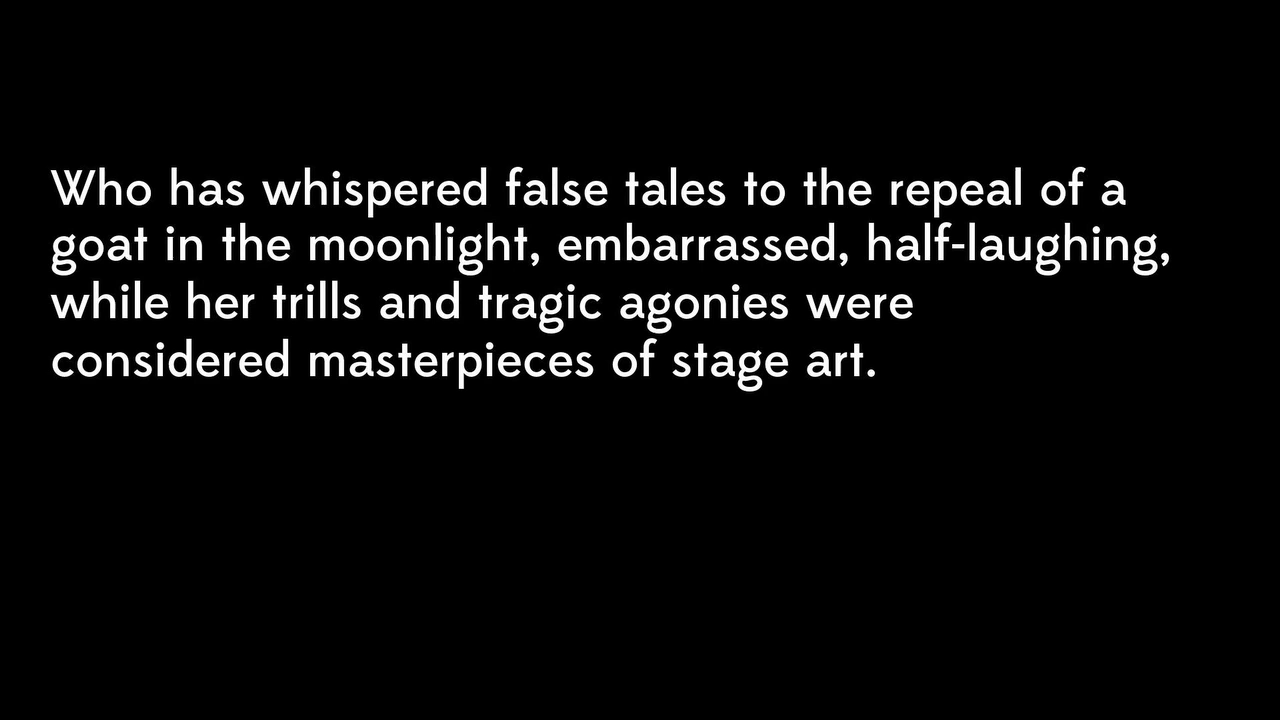 Who has whispered false tales to the repeal of a
goat in the moonlight, embarrassed, half-laughing,
while her trills and tragic agonies were
considered masterpieces of stage art.